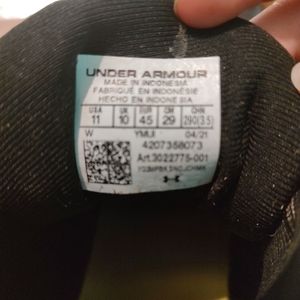 UNDER ARMOUR
MADE IN INDONESIA
FABRIQUÉ EN INDONÉSIE
HECHO EN INDONESIA
USA UK EUR CM CHN
11 10 45 29 290(3.5)
W YMUI 04/21
4207358073
Art.3022775-001